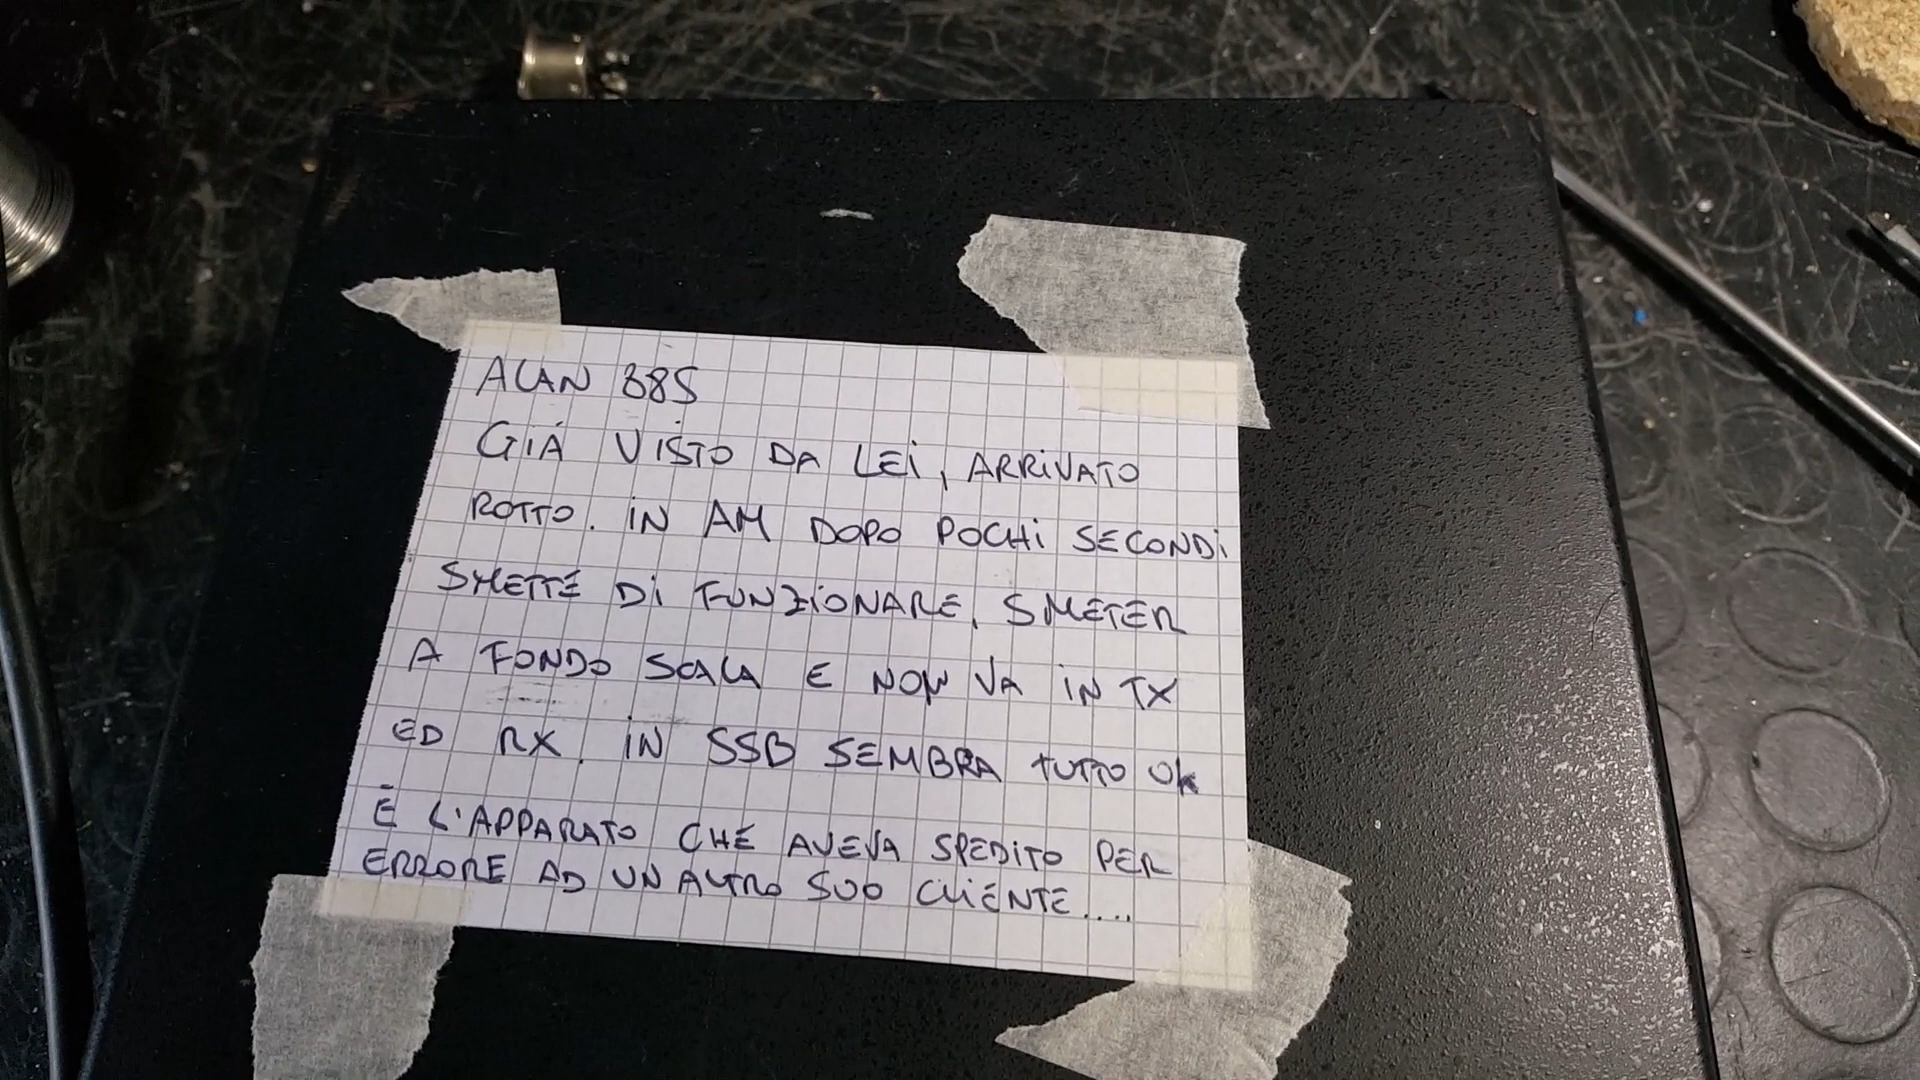 ALAN 88S
GIÁ VISTO DA LEI, ARRIVATO
ROTTO. IN AM DOPO POCHI SECONDI
SMETTE DI FUNZIONARE, SMETER
A FONDO SCALA E NON VA IN TX
ED RX. IN SSB SEMBRA TUTTO OK
È L'APPARATO CHE AVEVA SPEDITO PER
ERRORE AD UN ALTRO SUO CLIENTE....